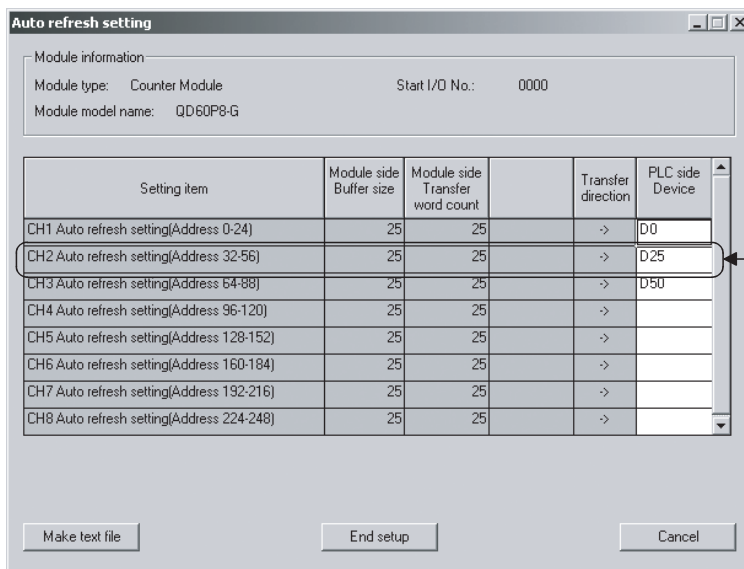 Auto refresh setting
Module information
Module type: Counter Module Start I/O No.: 0000
Module model name: QD60P8-G
Setting item Module side Buffer size Module side Transfer word count Transfer direction PLC side Device
CH1 Auto refresh setting(Address 0-24) 25 25 -> D0
CH2 Auto refresh setting(Address 32-56) 25 25 -> D25
CH3 Auto refresh setting(Address 64-88) 25 25 -> D50
CH4 Auto refresh setting(Address 96-120) 25 25 ->
CH5 Auto refresh setting(Address 128-152) 25 25 ->
CH6 Auto refresh setting(Address 160-184) 25 25 ->
CH7 Auto refresh setting(Address 192-216) 25 25 ->
CH8 Auto refresh setting(Address 224-248) 25 25 ->
Make text file End setup Cancel